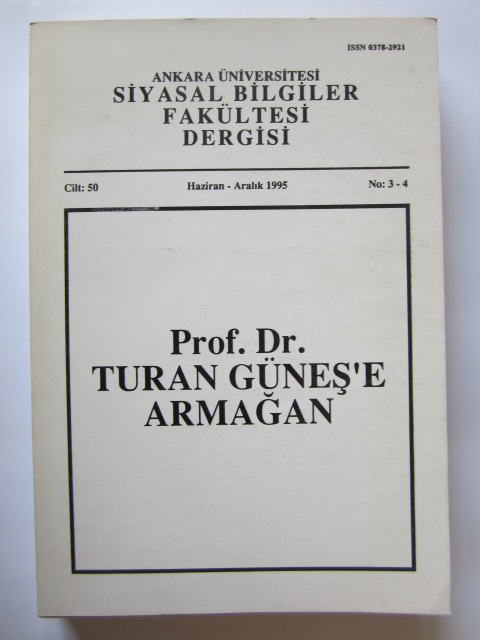 ISSN 0378-2921
ANKARA ÜNİVERSİTESİ
SİYASAL BİLGİLER
FAKÜLTESİ
DERGİSİ
Cilt: 50 Haziran - Aralık 1995 No: 3 - 4
Prof. Dr.
TURAN GÜNEŞ'E
ARMAĞAN